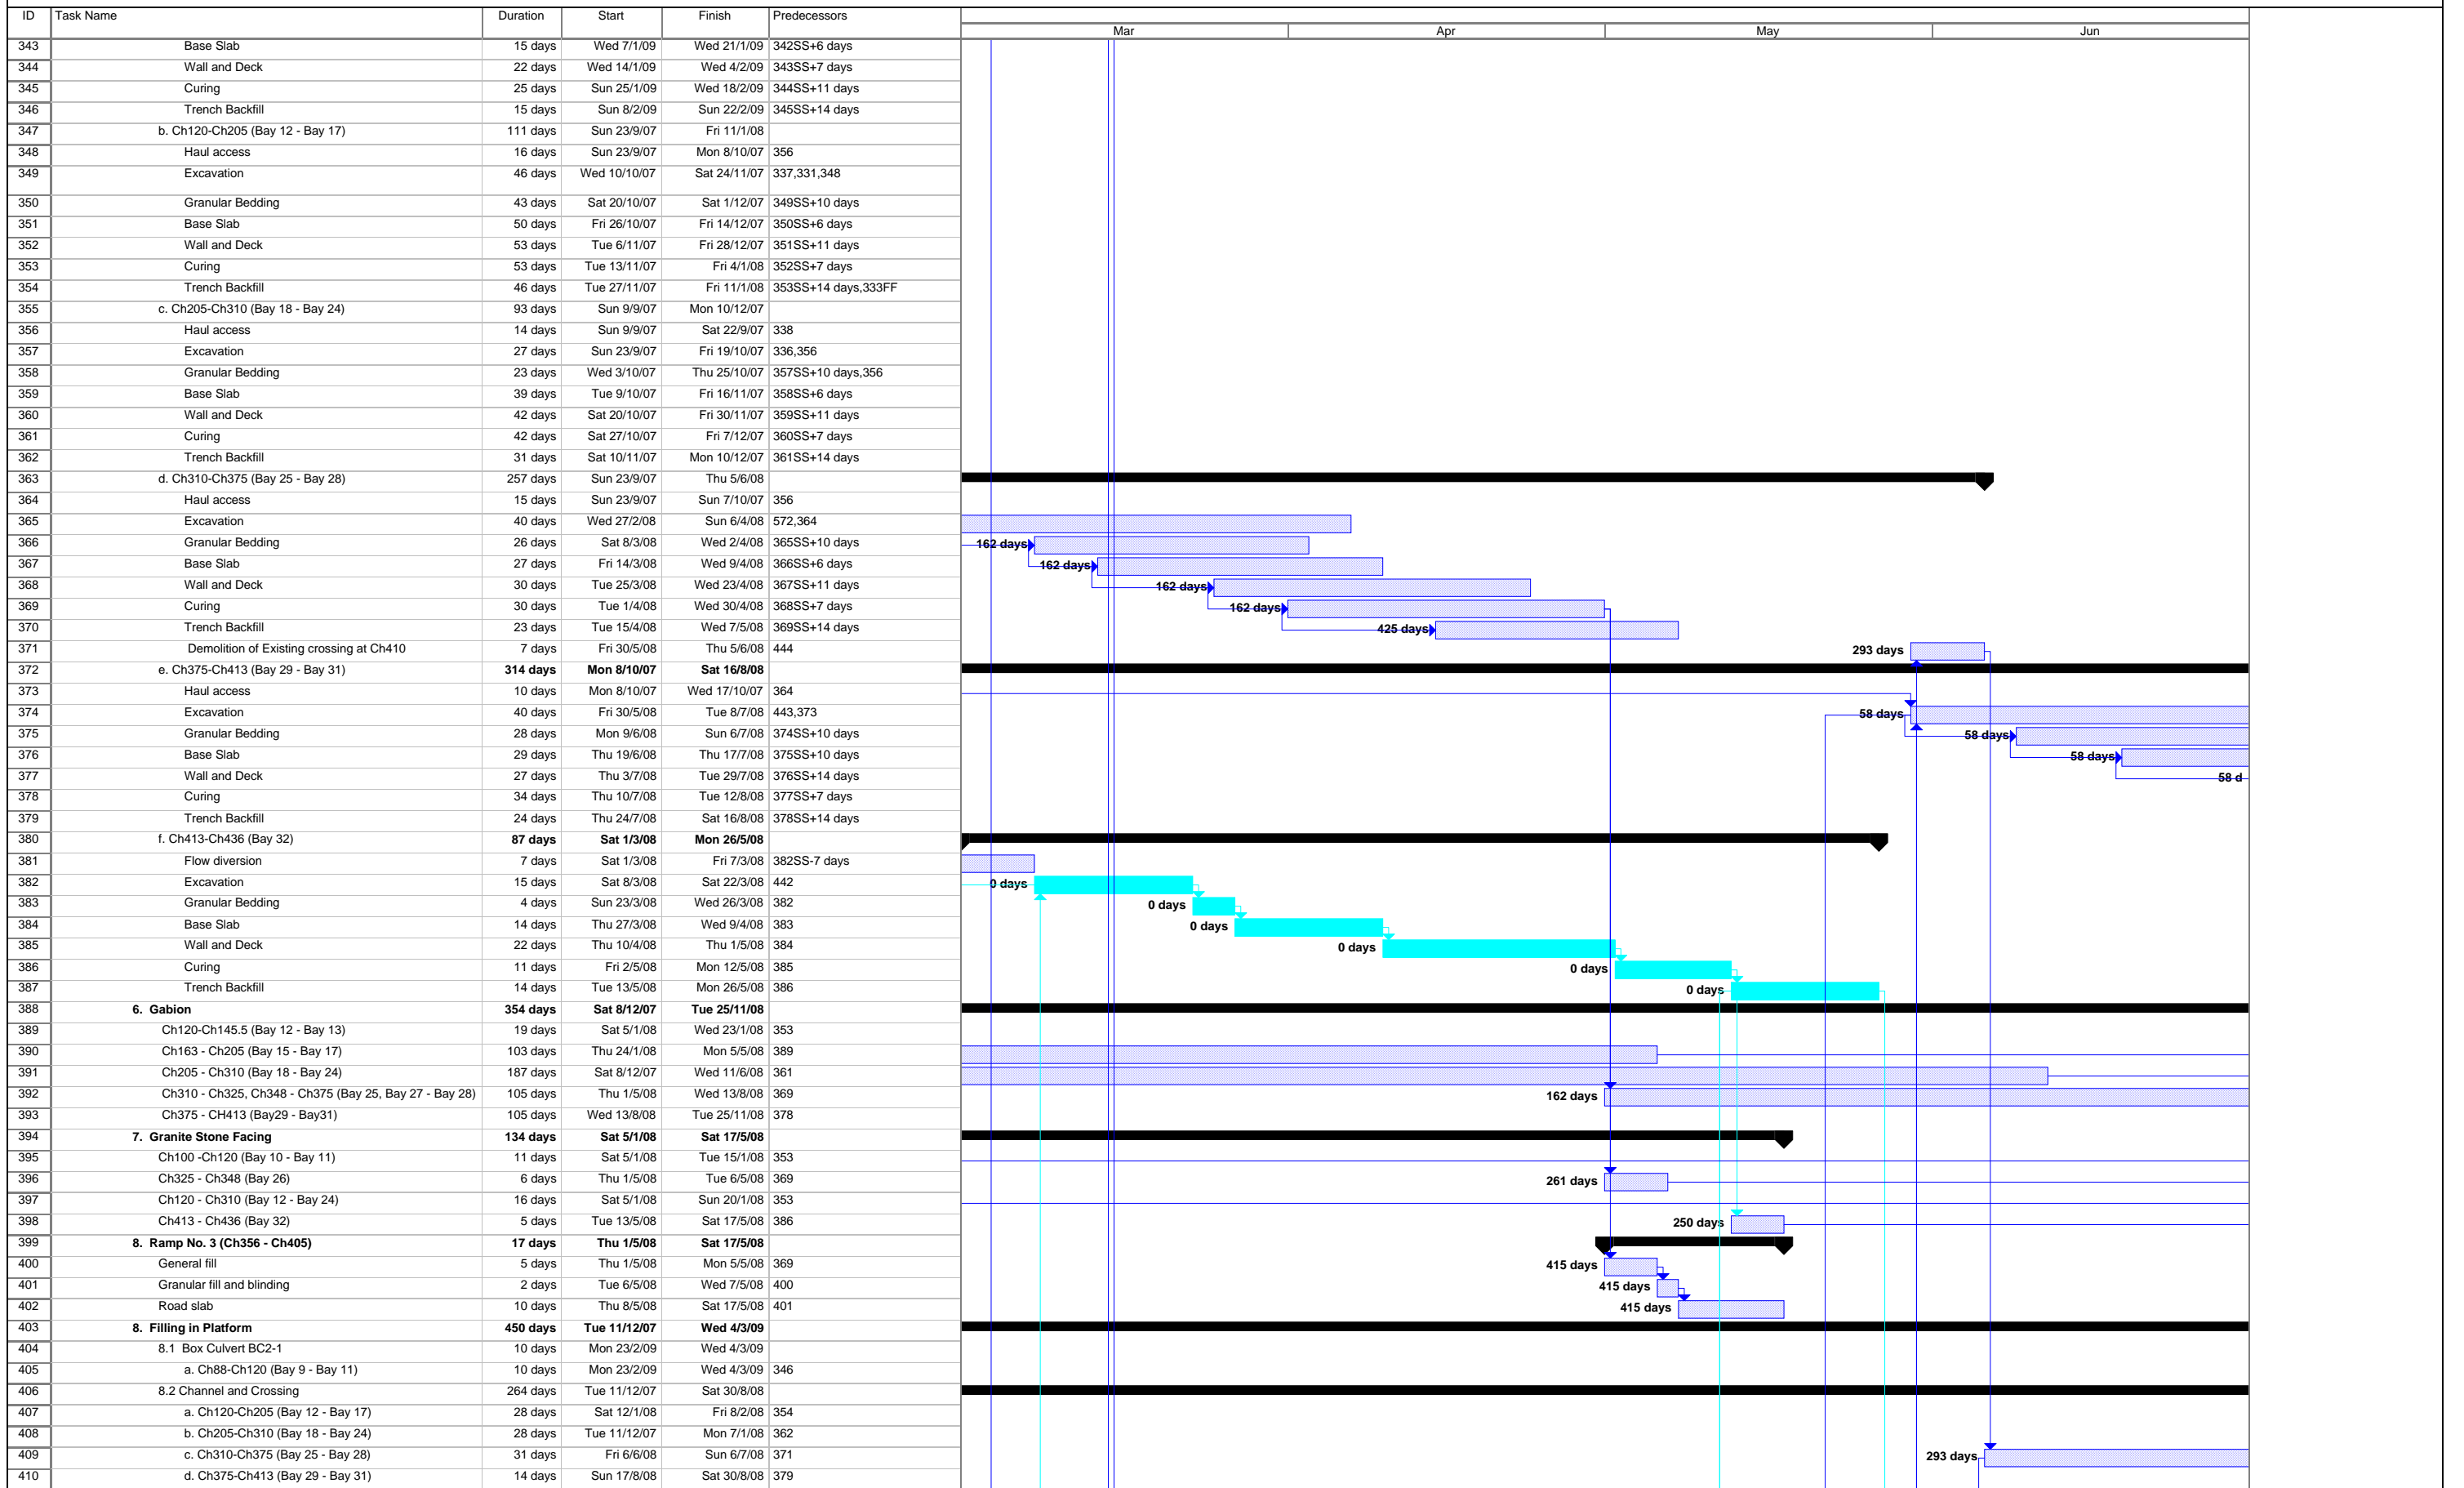 ID Task Name Duration Start Finish Predecessors
Mar Apr May Jun
343 Base Slab 15 days Wed 7/1/09 Wed 21/1/09 342SS+6 days
344 Wall and Deck 22 days Wed 14/1/09 Wed 4/2/09 343SS+7 days
345 Curing 25 days Sun 25/1/09 Wed 18/2/09 344SS+11 days
346 Trench Backfill 15 days Sun 8/2/09 Sun 22/2/09 345SS+14 days
347 b. Ch120-Ch205 (Bay 12 - Bay 17) 111 days Sun 23/9/07 Fri 11/1/08
348 Haul access 16 days Sun 23/9/07 Mon 8/10/07 356
349 Excavation 46 days Wed 10/10/07 Sat 24/11/07 337,331,348
350 Granular Bedding 43 days Sat 20/10/07 Sat 1/12/07 349SS+10 days
351 Base Slab 50 days Fri 26/10/07 Fri 14/12/07 350SS+6 days
352 Wall and Deck 53 days Tue 6/11/07 Fri 28/12/07 351SS+11 days
353 Curing 53 days Tue 13/11/07 Fri 4/1/08 352SS+7 days
354 Trench Backfill 46 days Tue 27/11/07 Fri 11/1/08 353SS+14 days,333FF
355 c. Ch205-Ch310 (Bay 18 - Bay 24) 93 days Sun 9/9/07 Mon 10/12/07
356 Haul access 14 days Sun 9/9/07 Sat 22/9/07 338
357 Excavation 27 days Sun 23/9/07 Fri 19/10/07 336,356
358 Granular Bedding 23 days Wed 3/10/07 Thu 25/10/07 357SS+10 days,356
359 Base Slab 39 days Tue 9/10/07 Fri 16/11/07 358SS+6 days
360 Wall and Deck 42 days Sat 20/10/07 Fri 30/11/07 359SS+11 days
361 Curing 42 days Sat 27/10/07 Fri 7/12/07 360SS+7 days
362 Trench Backfill 31 days Sat 10/11/07 Mon 10/12/07 361SS+14 days
363 d. Ch310-Ch375 (Bay 25 - Bay 28) 257 days Sun 23/9/07 Thu 5/6/08
364 Haul access 15 days Sun 23/9/07 Sun 7/10/07 356
365 Excavation 40 days Wed 27/2/08 Sun 6/4/08 572,364
366 Granular Bedding 26 days Sat 8/3/08 Wed 2/4/08 365SS+10 days 162 days
367 Base Slab 27 days Fri 14/3/08 Wed 9/4/08 366SS+6 days 162 days
368 Wall and Deck 30 days Tue 25/3/08 Wed 23/4/08 367SS+11 days 162 days
369 Curing 30 days Tue 1/4/08 Wed 30/4/08 368SS+7 days 162 days
370 Trench Backfill 23 days Tue 15/4/08 Wed 7/5/08 369SS+14 days 425 days
371 Demolition of Existing crossing at Ch410 7 days Fri 30/5/08 Thu 5/6/08 444 293 days
372 e. Ch375-Ch413 (Bay 29 - Bay 31) 314 days Mon 8/10/07 Sat 16/8/08
373 Haul access 10 days Mon 8/10/07 Wed 17/10/07 364
374 Excavation 40 days Fri 30/5/08 Tue 8/7/08 443,373 58 days
375 Granular Bedding 28 days Mon 9/6/08 Sun 6/7/08 374SS+10 days 58 days
376 Base Slab 29 days Thu 19/6/08 Thu 17/7/08 375SS+10 days 58 days
377 Wall and Deck 27 days Thu 3/7/08 Tue 29/7/08 376SS+14 days 58 d
378 Curing 34 days Thu 10/7/08 Tue 12/8/08 377SS+7 days
379 Trench Backfill 24 days Thu 24/7/08 Sat 16/8/08 378SS+14 days
380 f. Ch413-Ch436 (Bay 32) 87 days Sat 1/3/08 Mon 26/5/08
381 Flow diversion 7 days Sat 1/3/08 Fri 7/3/08 382SS-7 days
382 Excavation 15 days Sat 8/3/08 Sat 22/3/08 442 0 days
383 Granular Bedding 4 days Sun 23/3/08 Wed 26/3/08 382 0 days
384 Base Slab 14 days Thu 27/3/08 Wed 9/4/08 383 0 days
385 Wall and Deck 22 days Thu 10/4/08 Thu 1/5/08 384 0 days
386 Curing 11 days Fri 2/5/08 Mon 12/5/08 385 0 days
387 Trench Backfill 14 days Tue 13/5/08 Mon 26/5/08 386 0 days
388 6. Gabion 354 days Sat 8/12/07 Tue 25/11/08
389 Ch120-Ch145.5 (Bay 12 - Bay 13) 19 days Sat 5/1/08 Wed 23/1/08 353
390 Ch163 - Ch205 (Bay 15 - Bay 17) 103 days Thu 24/1/08 Mon 5/5/08 389
391 Ch205 - Ch310 (Bay 18 - Bay 24) 187 days Sat 8/12/07 Wed 11/6/08 361
392 Ch310 - Ch325, Ch348 - Ch375 (Bay 25, Bay 27 - Bay 28) 105 days Thu 1/5/08 Wed 13/8/08 369 162 days
393 Ch375 - CH413 (Bay29 - Bay31) 105 days Wed 13/8/08 Tue 25/11/08 378
394 7. Granite Stone Facing 134 days Sat 5/1/08 Sat 17/5/08
395 Ch100 -Ch120 (Bay 10 - Bay 11) 11 days Sat 5/1/08 Tue 15/1/08 353
396 Ch325 - Ch348 (Bay 26) 6 days Thu 1/5/08 Tue 6/5/08 369 261 days
397 Ch120 - Ch310 (Bay 12 - Bay 24) 16 days Sat 5/1/08 Sun 20/1/08 353
398 Ch413 - Ch436 (Bay 32) 5 days Tue 13/5/08 Sat 17/5/08 386 250 days
399 8. Ramp No. 3 (Ch356 - Ch405) 17 days Thu 1/5/08 Sat 17/5/08
400 General fill 5 days Thu 1/5/08 Mon 5/5/08 369 415 days
401 Granular fill and blinding 2 days Tue 6/5/08 Wed 7/5/08 400 415 days
402 Road slab 10 days Thu 8/5/08 Sat 17/5/08 401 415 days
403 8. Filling in Platform 450 days Tue 11/12/07 Wed 4/3/09
404 8.1 Box Culvert BC2-1 10 days Mon 23/2/09 Wed 4/3/09
405 a. Ch88-Ch120 (Bay 9 - Bay 11) 10 days Mon 23/2/09 Wed 4/3/09 346
406 8.2 Channel and Crossing 264 days Tue 11/12/07 Sat 30/8/08
407 a. Ch120-Ch205 (Bay 12 - Bay 17) 28 days Sat 12/1/08 Fri 8/2/08 354
408 b. Ch205-Ch310 (Bay 18 - Bay 24) 28 days Tue 11/12/07 Mon 7/1/08 362
409 c. Ch310-Ch375 (Bay 25 - Bay 28) 31 days Fri 6/6/08 Sun 6/7/08 371 293 days
410 d. Ch375-Ch413 (Bay 29 - Bay 31) 14 days Sun 17/8/08 Sat 30/8/08 379